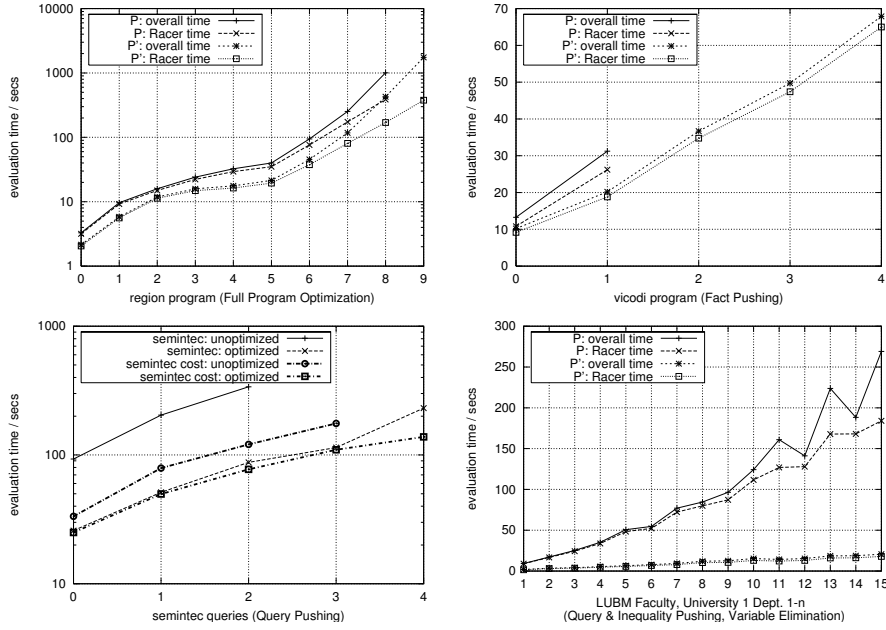 10000
1000
100
10
1
evaluation time / secs
P: overall time
P: Racer time
P': overall time
P': Racer time
0 1 2 3 4 5 6 7 8 9
region program (Full Program Optimization)
70
60
50
40
30
20
10
0
evaluation time / secs
P: overall time
P: Racer time
P': overall time
P': Racer time
0 1 2 3 4
vicodi program (Fact Pushing)
1000
100
10
evaluation time / secs
semintec: unoptimized
semintec: optimized
semintec cost: unoptimized
semintec cost: optimized
0 1 2 3 4
semintec queries (Query Pushing)
300
250
200
150
100
50
0
evaluation time / secs
P: overall time
P: Racer time
P': overall time
P': Racer time
1 2 3 4 5 6 7 8 9 10 11 12 13 14 15
LUBM Faculty, University 1 Dept. 1-n
(Query & Inequality Pushing, Variable Elimination)